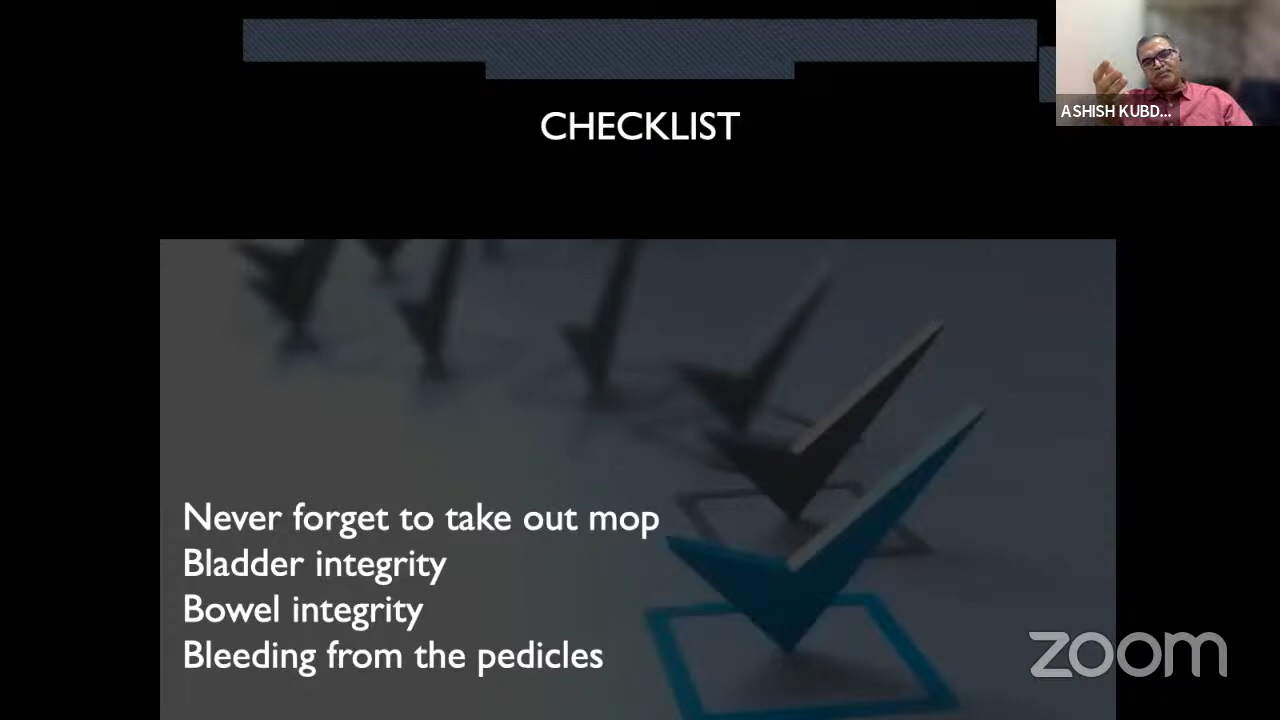 CHECKLIST
ASHISH KUBD...
Never forget to take out mop
Bladder integrity
Bowel integrity
Bleeding from the pedicles
zoom